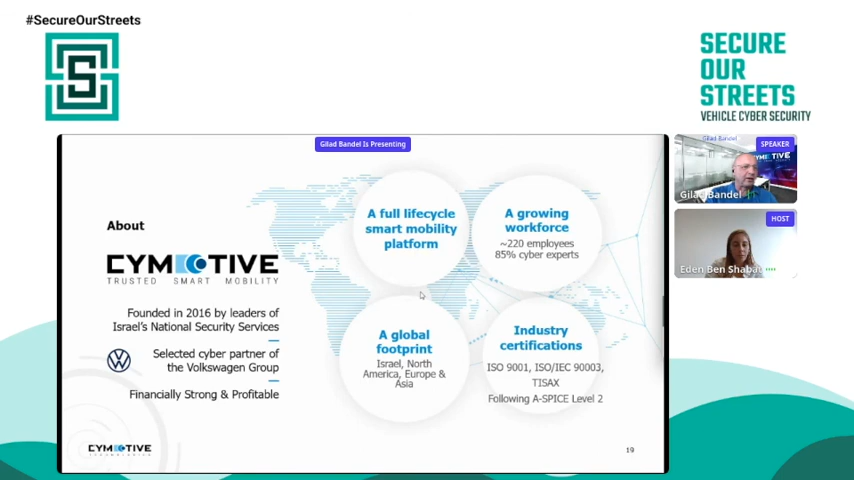 #SecureOurStreets
S
SECURE
OUR
STREETS
VEHICLE CYBER SECURITY
Gilad Bandel Is Presenting
About
CYMOTIVE
TRUSTED SMART MOBILITY
Founded in 2016 by leaders of
Israel's National Security Services
Selected cyber partner of
the Volkswagen Group
Financially Strong & Profitable
A full lifecycle
smart mobility
platform
A growing
workforce
~220 employees
85% cyber experts
A global
footprint
Israel, North
America, Europe &
Asia
Industry
certifications
ISO 9001, ISO/IEC 90003,
TISAX
Following A-SPICE Level 2
CYMOTIVE
19
Gilad Bandel
SPEAKER
Gilad Bandel
HOST
Eden Ben Shabat